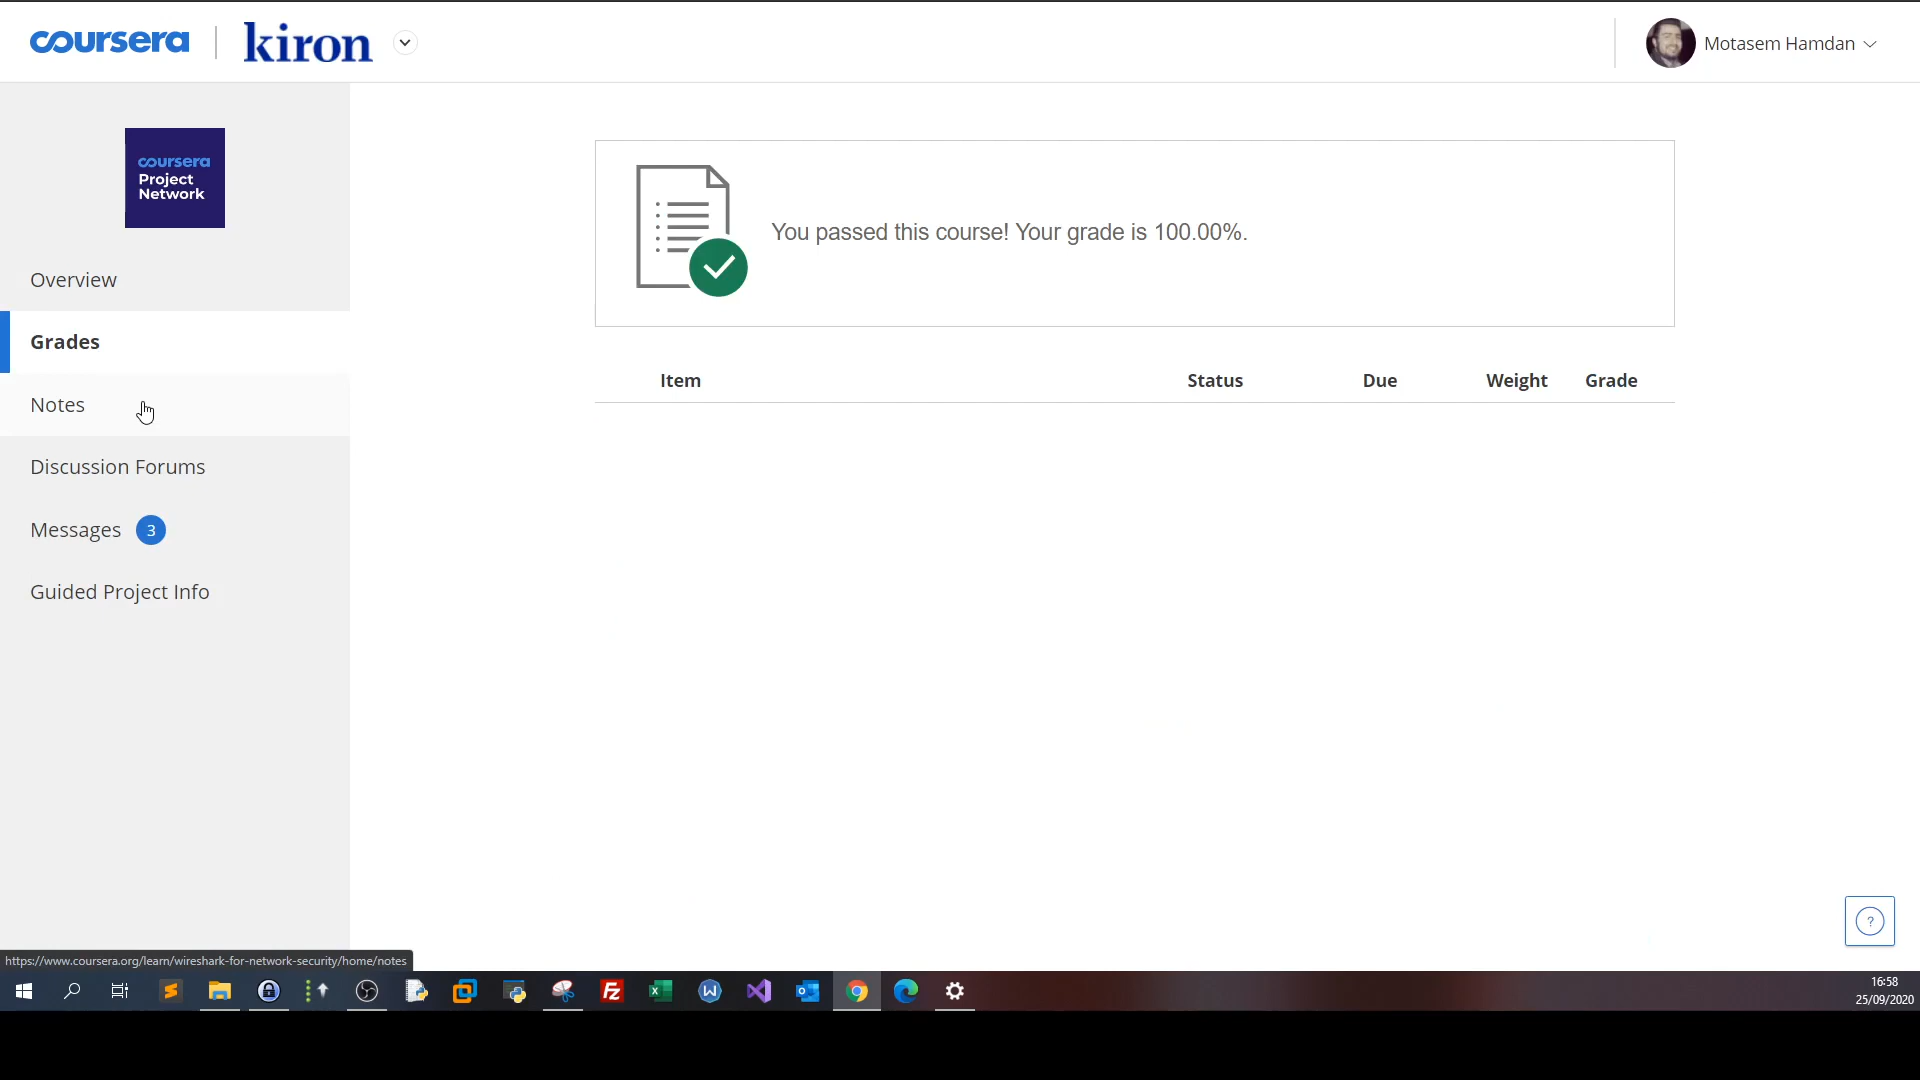 coursera
kiron
Motasem Hamdan
coursera
Project
Network
Overview
Grades
Notes
Discussion Forums
Messages 3
Guided Project Info
You passed this course! Your grade is 100.00%.
Item Status Due Weight Grade
?
https://www.coursera.org/learn/wireshark-for-network-security/home/notes
16:58
25/09/2020